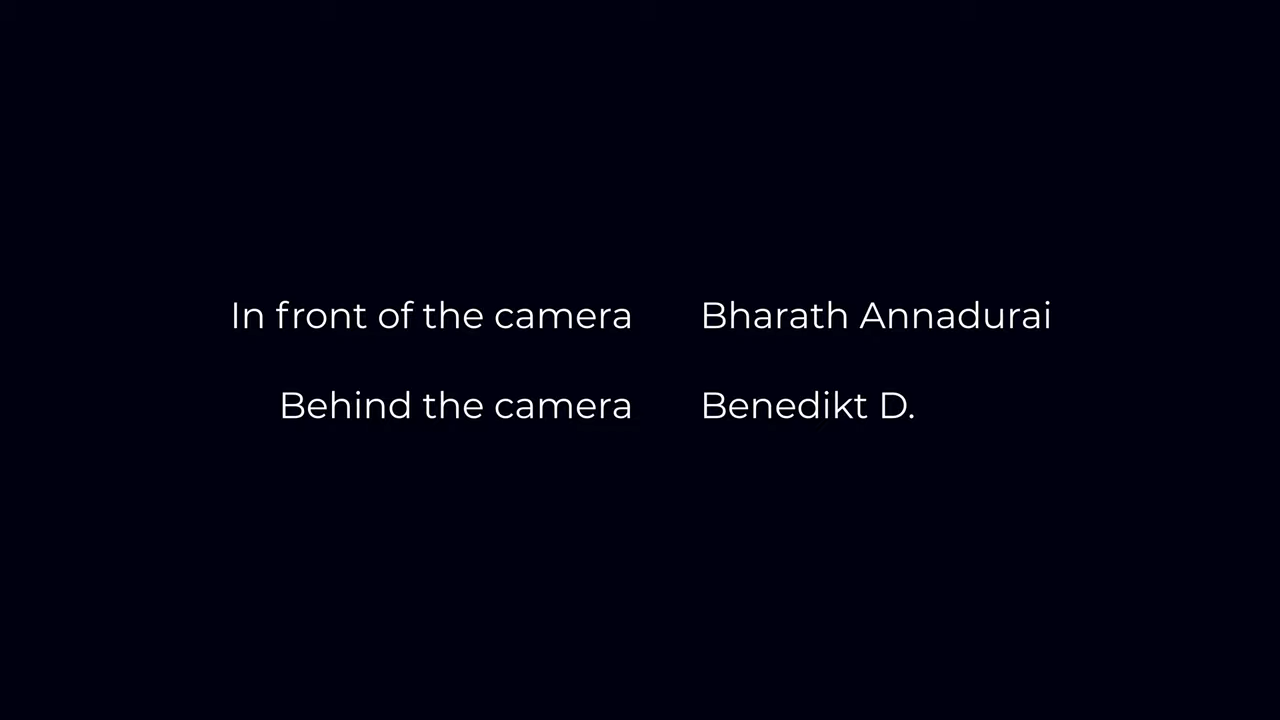 In front of the camera Bharath Annadurai
Behind the camera Benedikt D.